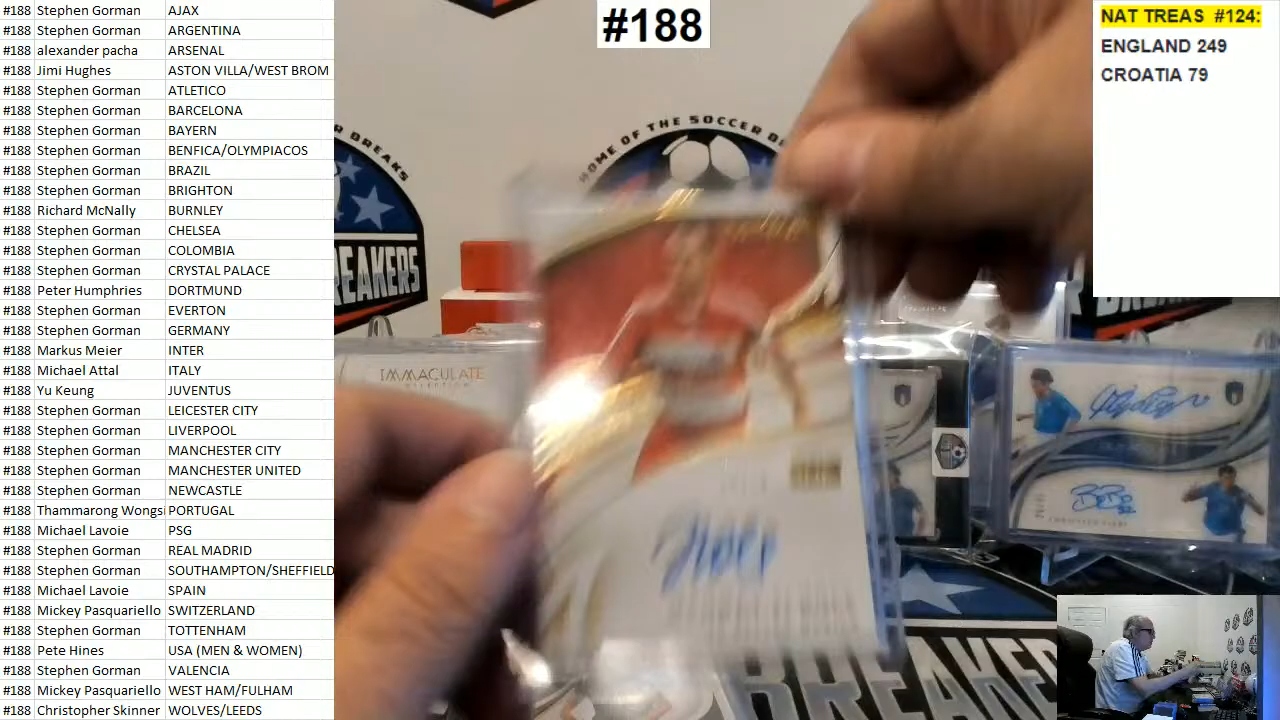 #188 Stephen Gorman AJAX
#188 Stephen Gorman ARGENTINA
#188 alexander pacha ARSENAL
#188 Jimi Hughes ASTON VILLA/WEST BROM
#188 Stephen Gorman ATLETICO
#188 Stephen Gorman BARCELONA
#188 Stephen Gorman BAYERN
#188 Stephen Gorman BENFICA/OLYMPIACOS
#188 Stephen Gorman BRAZIL
#188 Stephen Gorman BRIGHTON
#188 Richard McNally BURNLEY
#188 Stephen Gorman CHELSEA
#188 Stephen Gorman COLOMBIA
#188 Stephen Gorman CRYSTAL PALACE
#188 Peter Humphries DORTMUND
#188 Stephen Gorman EVERTON
#188 Stephen Gorman GERMANY
#188 Markus Meier INTER
#188 Michael Attal ITALY
#188 Yu Keung JUVENTUS
#188 Stephen Gorman LEICESTER CITY
#188 Stephen Gorman LIVERPOOL
#188 Stephen Gorman MANCHESTER CITY
#188 Stephen Gorman MANCHESTER UNITED
#188 Stephen Gorman NEWCASTLE
#188 Thammarong Wongsi PORTUGAL
#188 Michael Lavoie PSG
#188 Stephen Gorman REAL MADRID
#188 Stephen Gorman SOUTHAMPTON/SHEFFIELD
#188 Michael Lavoie SPAIN
#188 Mickey Pasquariello SWITZERLAND
#188 Stephen Gorman TOTTENHAM
#188 Pete Hines USA (MEN & WOMEN)
#188 Stephen Gorman VALENCIA
#188 Mickey Pasquariello WEST HAM/FULHAM
#188 Christopher Skinner WOLVES/LEEDS
#188
NAT TREAS #124:
ENGLAND 249
CROATIA 79
HOME OF THE SOCCER
R BREAKS
EAKERS
IMMACULATE
BREAKE